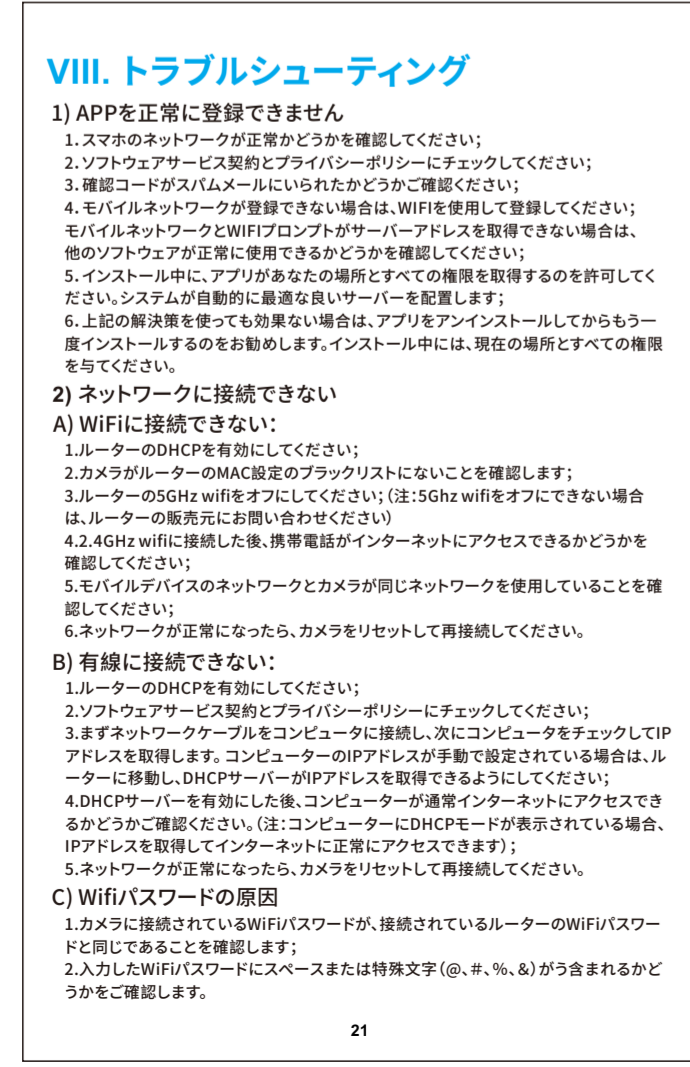 VIII. トラブルシューティング
1) APPを正常に登録できません
1.スマホのネットワークが正常かどうかを確認してください；
2.ソフトウェアサービス契約とプライバシーポリシーにチェックしてください；
3.確認コードがスパムメールにいられたかどうかご確認ください；
4.モバイルネットワークが登録できない場合は、WIFIを使用して登録してください；
モバイルネットワークとWIFIプロンプトがサーバーアドレスを取得できない場合は、
他のソフトウェアが正常に使用できるかどうかを確認してください；
5.インストール中に、アプリがあなたの場所とすべての権限を取得するのを許可してく
ださい。システムが自動的に最適な良いサーバーを配置します；
6.上記の解決策を使っても効果ない場合は、アプリをアンインストールしてからもう一
度インストールするのをお勧めします。インストール中には、現在の場所とすべての権限
を与てください。
2) ネットワークに接続できない
A) WiFiに接続できない：
1.ルーターのDHCPを有効にしてください；
2.カメラがルーターのMAC設定のブラックリストにないことを確認します；
3.ルーターの5GHz wifiをオフにしてください；（注：5Ghz wifiをオフにできない場合
は、ルーターの販売元にお問い合わせください）
4.2.4GHz wifiに接続した後、携帯電話がインターネットにアクセスできるかどうかを
確認してください；
5.モバイルデバイスのネットワークとカメラが同じネットワークを使用していることを確
認してください；
6.ネットワークが正常になったら、カメラをリセットして再接続してください。
B) 有線に接続できない：
1.ルーターのDHCPを有効にしてください；
2.ソフトウェアサービス契約とプライバシーポリシーにチェックしてください；
3.まずネットワークケーブルをコンピュータに接続し、次にコンピュータをチェックしてIP
アドレスを取得します。コンピューターのIPアドレスが手動で設定されている場合は、ル
ーターに移動し、DHCPサーバーがIPアドレスを取得できるようにしてください；
4.DHCPサーバーを有効にした後、コンピューターが通常インターネットにアクセスでき
るかどうかご確認ください。（注：コンピューターにDHCPモードが表示されている場合、
IPアドレスを取得してインターネットに正常にアクセスできます）；
5.ネットワークが正常になったら、カメラをリセットして再接続してください。
C) Wifiパスワードの原因
1.カメラに接続されているWiFiパスワードが、接続されているルーターのWiFiパスワー
ドと同じであることを確認します；
2.入力したWiFiパスワードにスペースまたは特殊文字（@、#、%、&）がう含まれるかど
うかをご確認します。
21